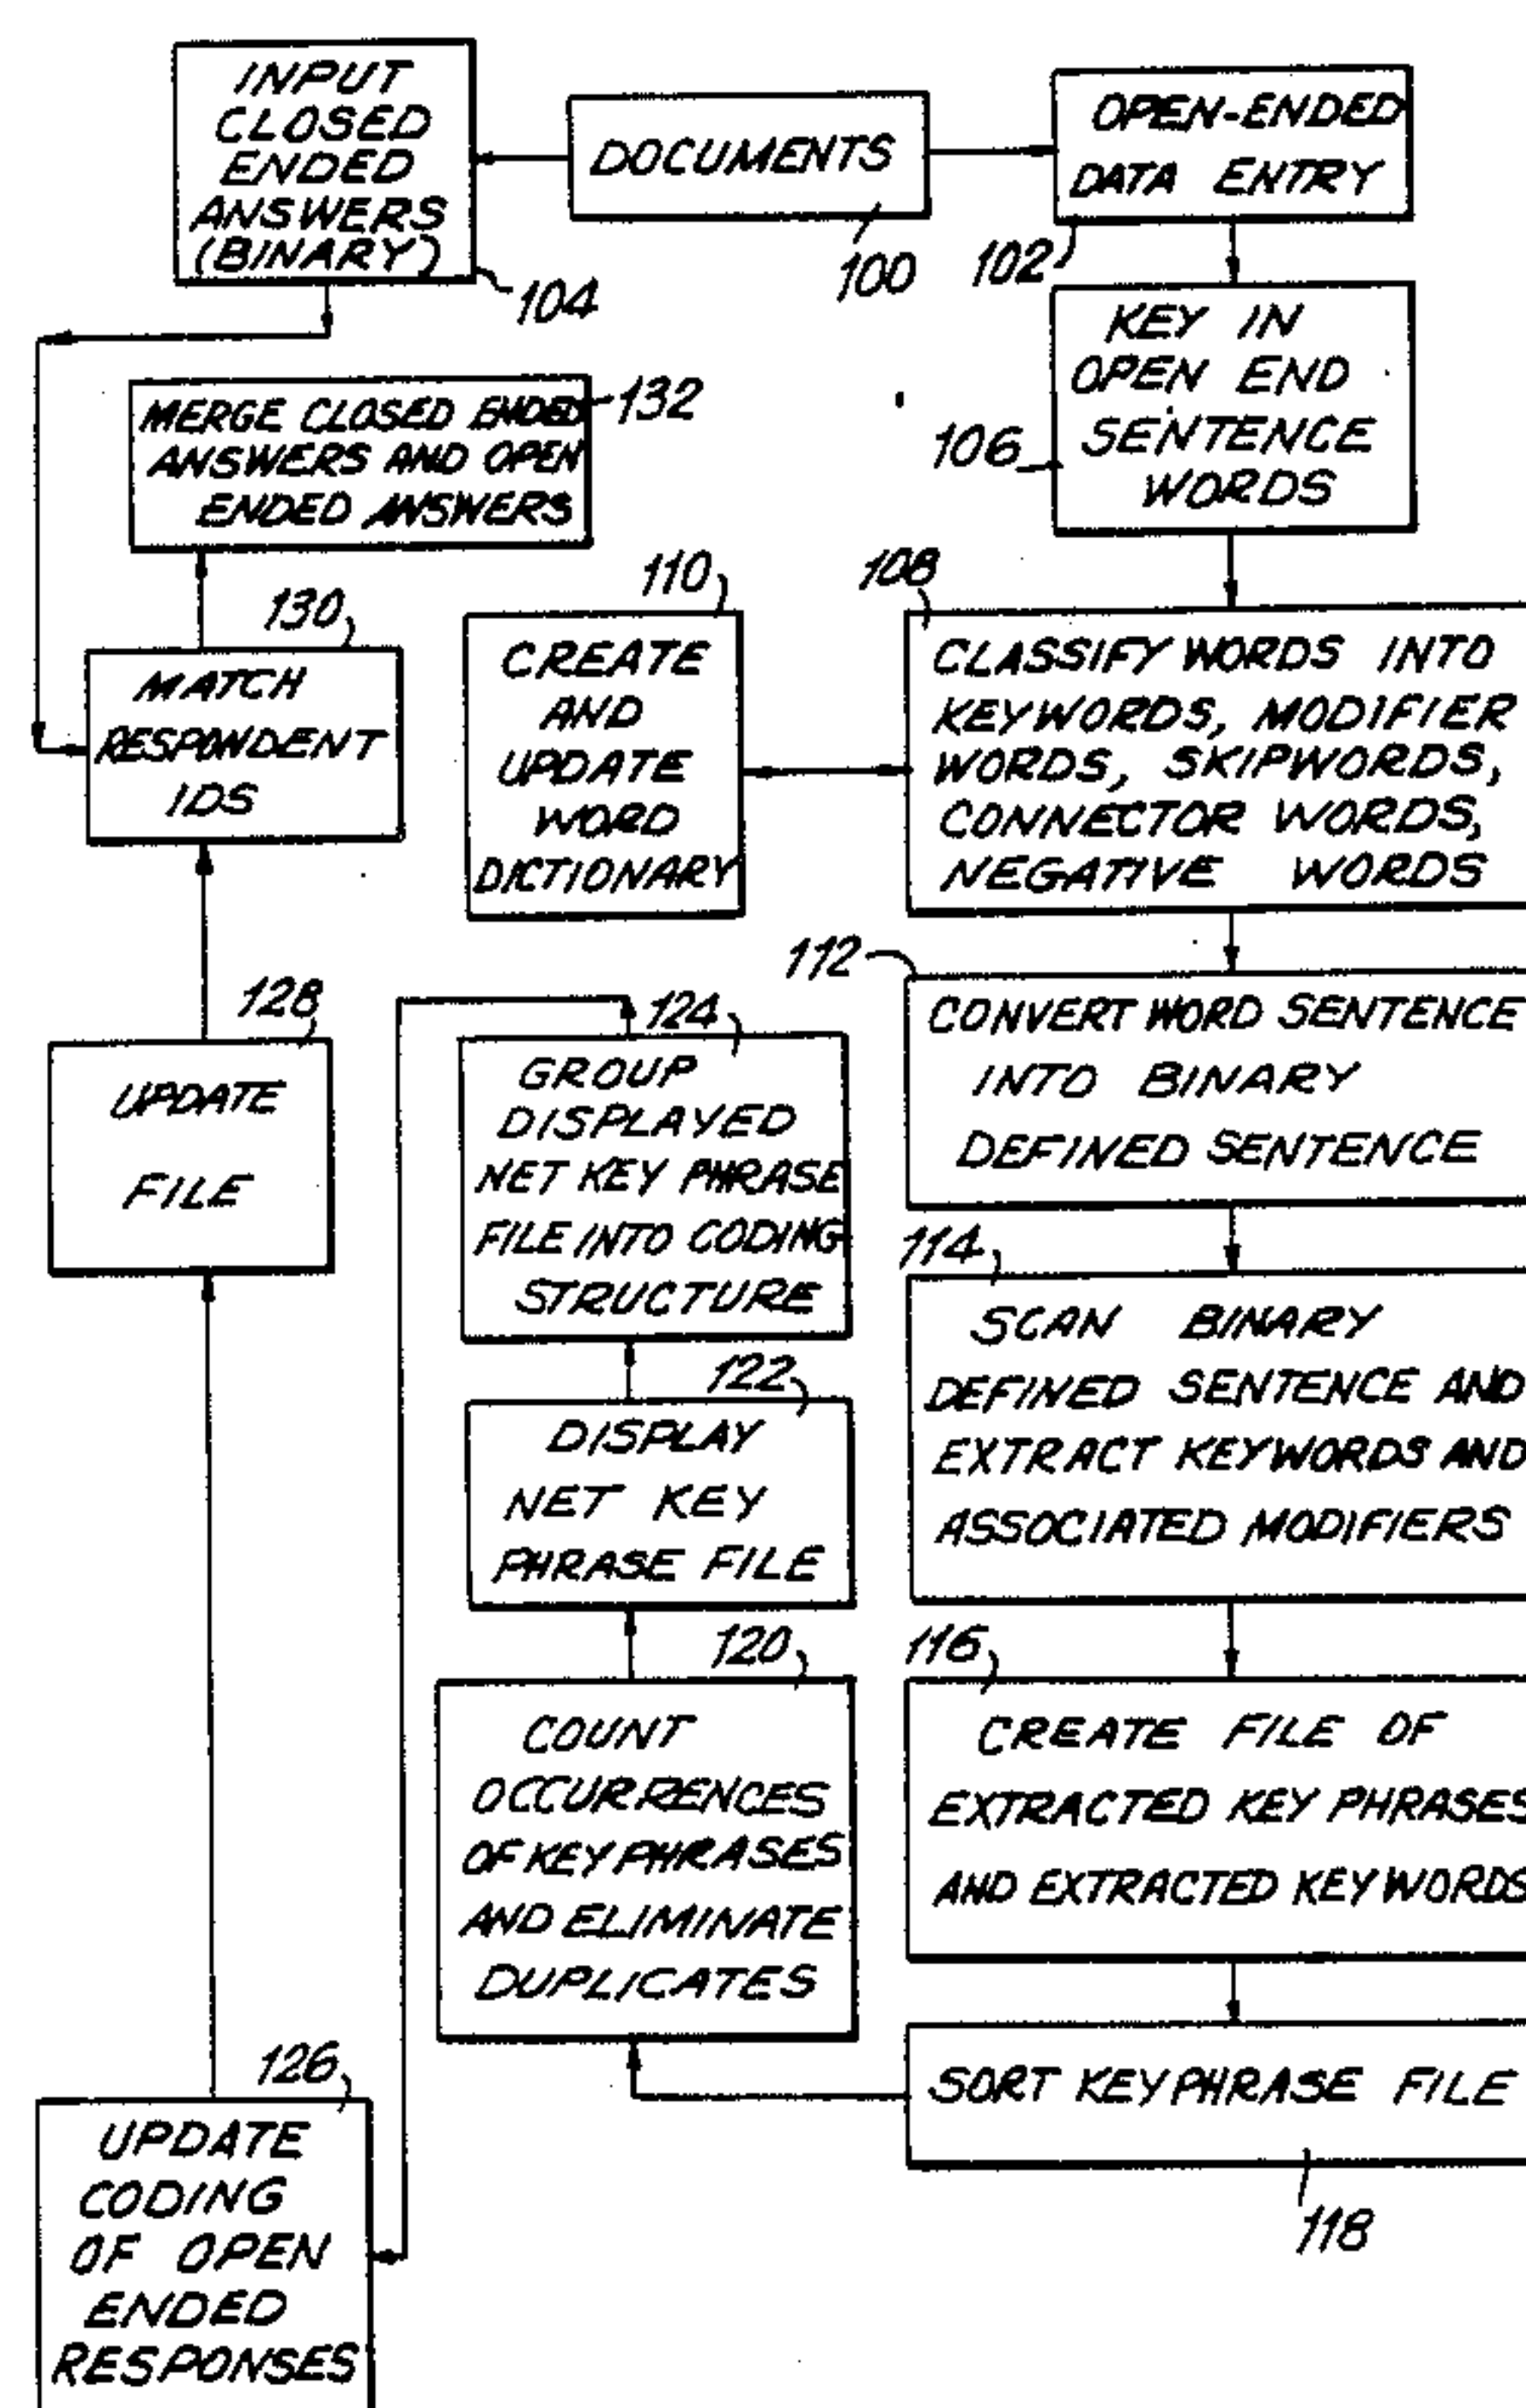 INPUT
CLOSED
ENDED
ANSWERS
(BINARY)
104
DOCUMENTS
100
OPEN-ENDED
DATA ENTRY
102
KEY IN
OPEN END
SENTENCE
WORDS
106
MERGE CLOSED ENDED
ANSWERS AND OPEN
ENDED ANSWERS
132
110
CREATE
AND
UPDATE
WORD
DICTIONARY
108
CLASSIFY WORDS INTO
KEYWORDS, MODIFIER
WORDS, SKIPWORDS,
CONNECTOR WORDS,
NEGATIVE WORDS
130
MATCH
RESPONDENT
IDS
112
CONVERT WORD SENTENCE
INTO BINARY
DEFINED SENTENCE
128
UPDATE
FILE
124
GROUP
DISPLAYED
NET KEY PHRASE
FILE INTO CODING
STRUCTURE
114
SCAN BINARY
DEFINED SENTENCE AND
EXTRACT KEYWORDS AND
ASSOCIATED MODIFIERS
122
DISPLAY
NET KEY
PHRASE FILE
116
CREATE FILE OF
EXTRACTED KEY PHRASES
AND EXTRACTED KEY WORDS
120
COUNT
OCCURRENCES
OF KEY PHRASES
AND ELIMINATE
DUPLICATES
SORT KEYPHRASE FILE
118
126
UPDATE
CODING
OF OPEN
ENDED
RESPONSES